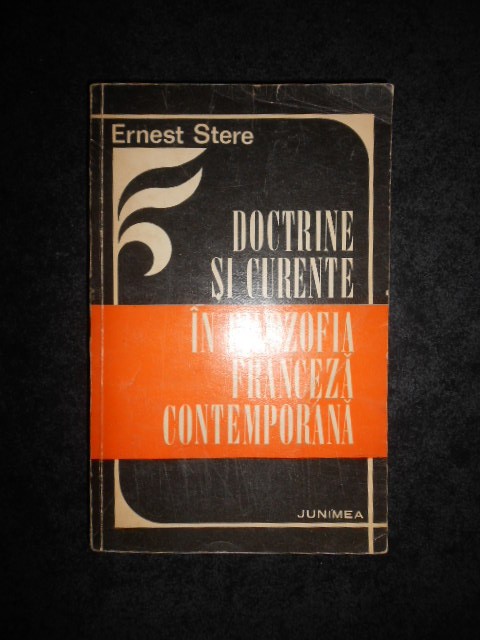 Ernest Stere
DOCTRINE
ȘI CURENTE
ÎN FILOZOFIA
FRANCEZĂ
CONTEMPORANĂ
JUNIMEA